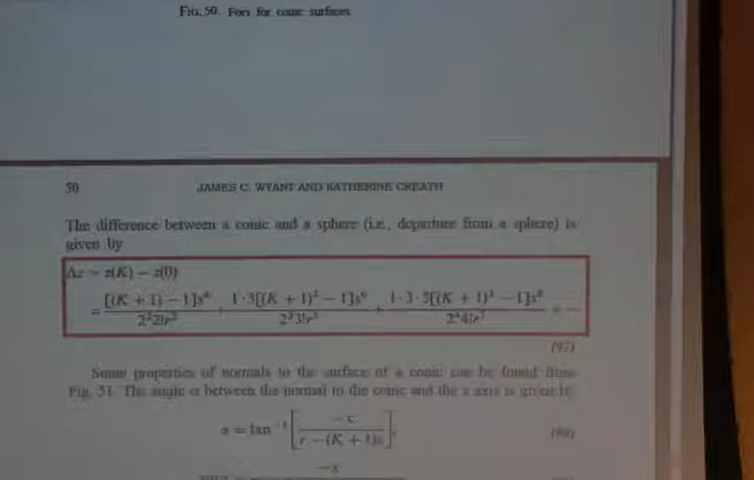 FIG. 50. Foci for conic surfaces
50 JAMES C. WYANT AND KATHERINE CREATH
The difference between a conic and a sphere (i.e., departure from a sphere) is
given by
Δz = z(K) − z(0)
= [(K + 1) − 1]s⁴ / 2²2!r³ + 1·3[(K + 1)² − 1]s⁶ / 2³3!r⁵ + 1·3·5[(K + 1)³ − 1]s⁸ / 2⁴4!r⁷ + ···
(97)
Some properties of normals to the surface of a conic can be found from
Fig. 51. The angle α between the normal to the conic and the z axis is given by
α = tan⁻¹[ / r − (K + 1)z],